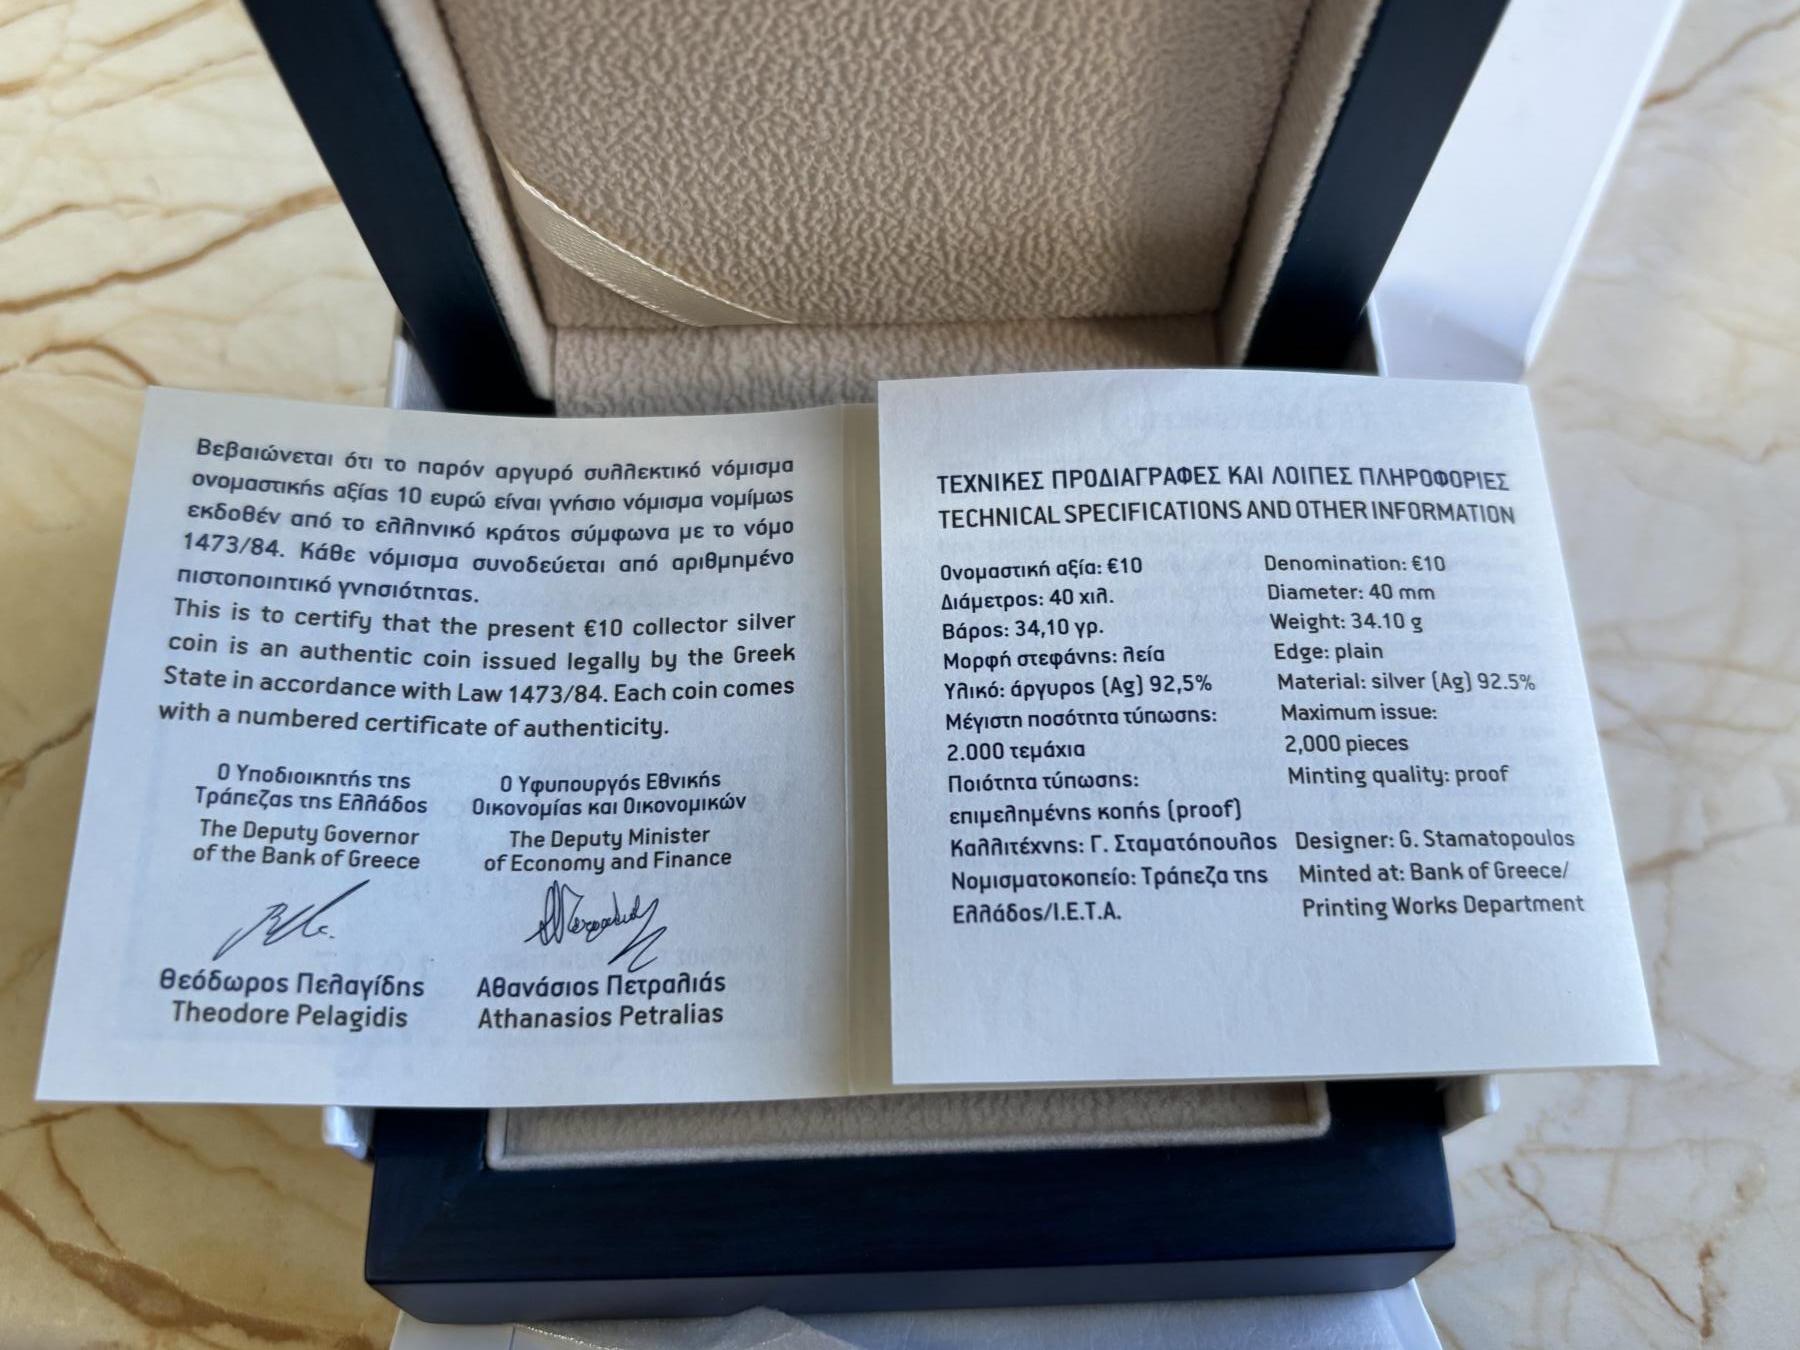 Βεβαιώνεται ότι το παρόν αργυρό συλλεκτικό νόμισμα
ονομαστικής αξίας 10 ευρώ είναι γνήσιο νόμισμα νομίμως
εκδοθέν από το ελληνικό κράτος σύμφωνα με το νόμο
1473/84. Κάθε νόμισμα συνοδεύεται από αριθμημένο
πιστοποιητικό γνησιότητας.
This is to certify that the present €10 collector silver
coin is an authentic coin issued legally by the Greek
State in accordance with Law 1473/84. Each coin comes
with a numbered certificate of authenticity.
Ο Υποδιοικητής της
Τράπεζας της Ελλάδος
The Deputy Governor
of the Bank of Greece
Θεόδωρος Πελαγίδης
Theodore Pelagidis
Ο Υφυπουργός Εθνικής
Οικονομίας και Οικονομικών
The Deputy Minister
of Economy and Finance
Αθανάσιος Πετραλιάς
Athanasios Petralias
ΤΕΧΝΙΚΕΣ ΠΡΟΔΙΑΓΡΑΦΕΣ ΚΑΙ ΛΟΙΠΕΣ ΠΛΗΡΟΦΟΡΙΕΣ
TECHNICAL SPECIFICATIONS AND OTHER INFORMATION
Ονομαστική αξία: €10
Διάμετρος: 40 χιλ.
Βάρος: 34,10 γρ.
Μορφή στεφάνης: λεία
Υλικό: άργυρος (Ag) 92,5%
Μέγιστη ποσότητα τύπωσης:
2.000 τεμάχια
Ποιότητα τύπωσης:
επιμελημένης κοπής (proof)
Καλλιτέχνης: Γ. Σταματόπουλος
Νομισματοκοπείο: Τράπεζα της
Ελλάδος/Ι.Ε.Τ.Α.
Denomination: €10
Diameter: 40 mm
Weight: 34.10 g
Edge: plain
Material: silver (Ag) 92.5%
Maximum issue:
2,000 pieces
Minting quality: proof
Designer: G. Stamatopoulos
Minted at: Bank of Greece/
Printing Works Department